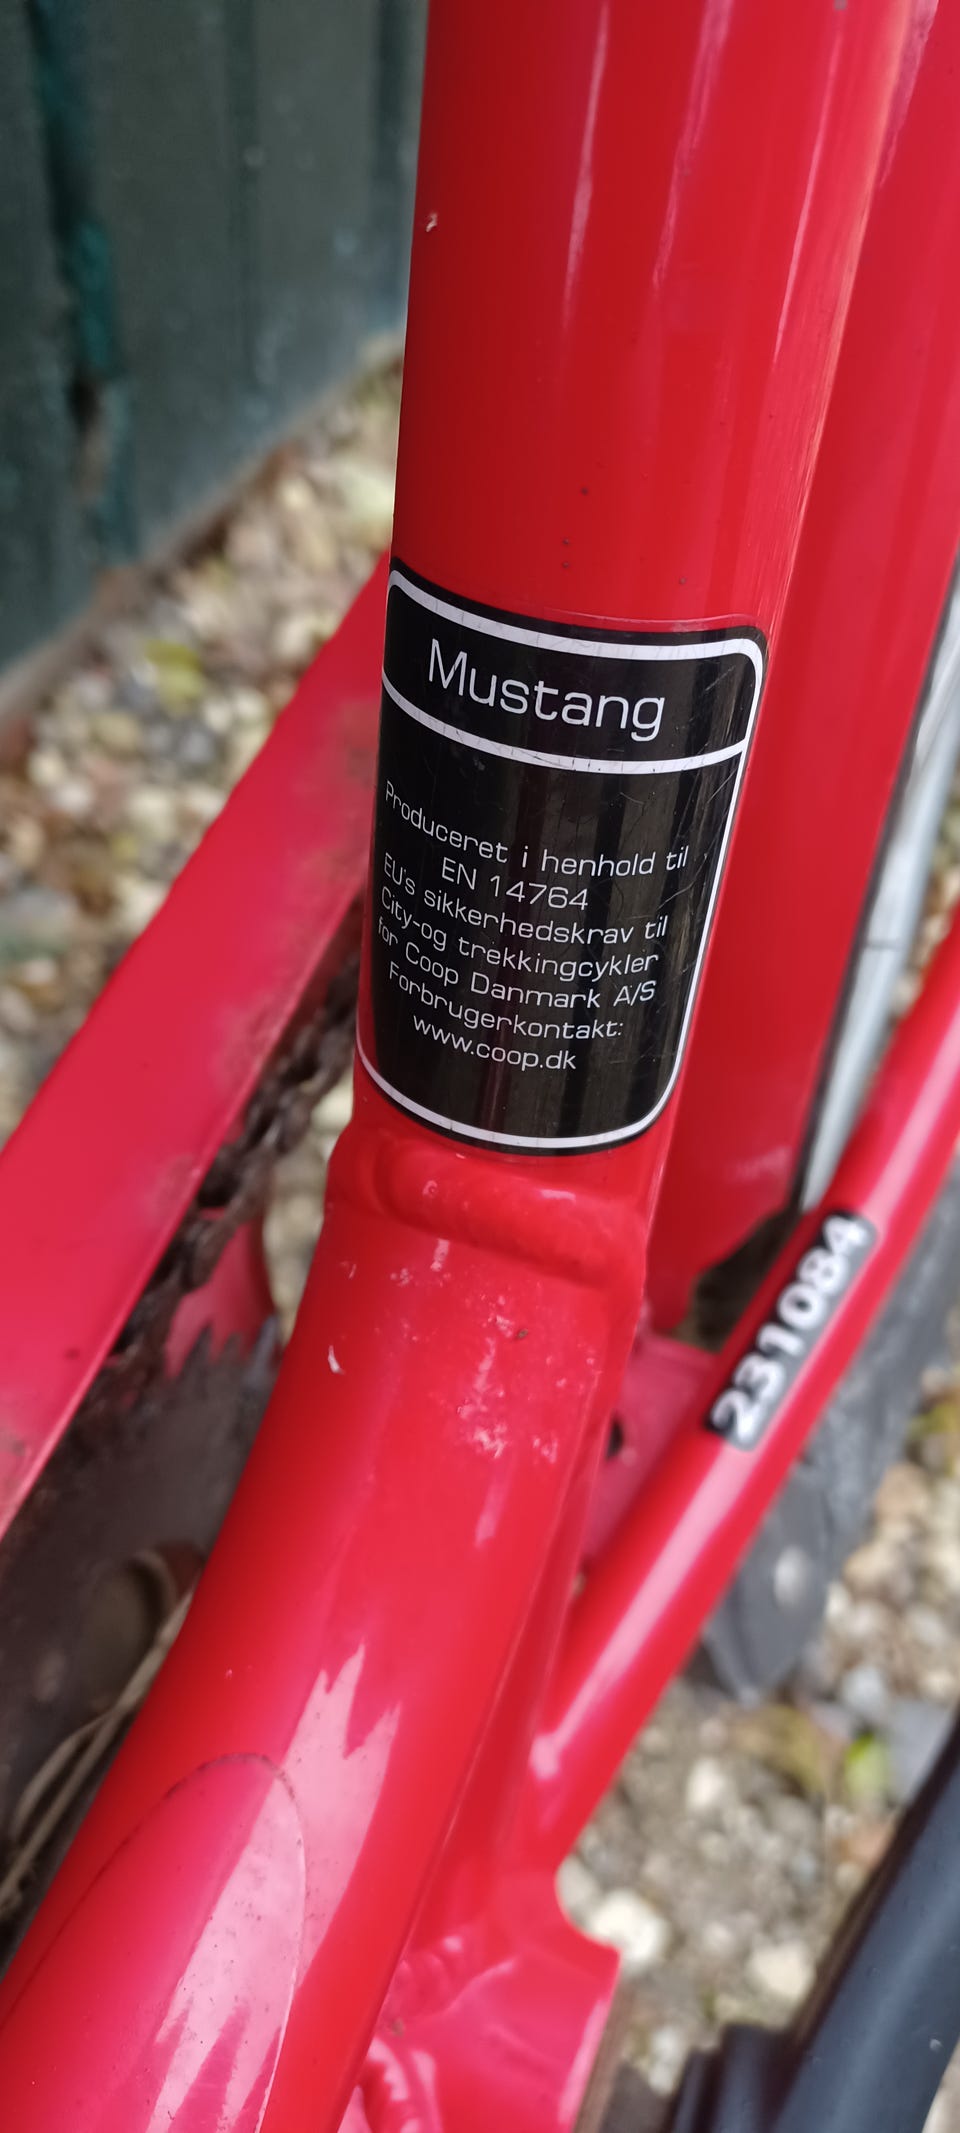 Mustang
Produceret i henhold til
EN 14764
EU's sikkerhedskrav til
City-og trekkingcykler
for Coop Danmark A/S
Forbrugerkontakt:
www.coop.dk
231084